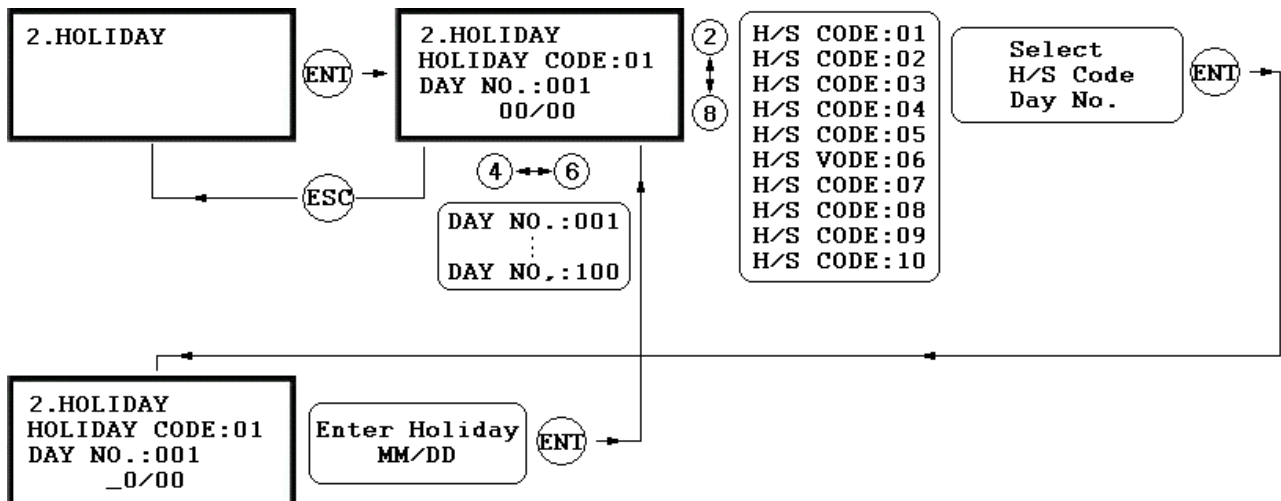 2.HOLIDAY
ENT
2.HOLIDAY
HOLIDAY CODE:01
DAY NO.:001
00/00
2
8
H/S CODE:01
H/S CODE:02
H/S CODE:03
H/S CODE:04
H/S CODE:05
H/S VODE:06
H/S CODE:07
H/S CODE:08
H/S CODE:09
H/S CODE:10
Select
H/S Code
Day No.
ENT
ESC
4
6
DAY NO.:001
DAY NO,:100
2.HOLIDAY
HOLIDAY CODE:01
DAY NO.:001
_0/00
Enter Holiday
MM/DD
ENT